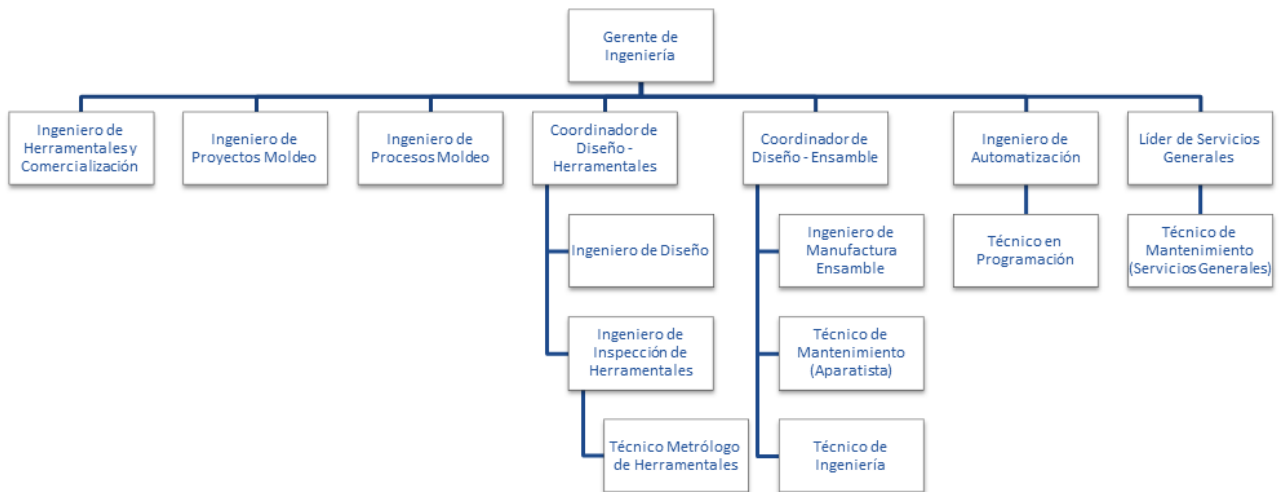 Gerente de
Ingeniería
Ingeniero de
Herramentales y
Comercialización
Ingeniero de
Proyectos Moldeo
Ingeniero de
Procesos Moldeo
Coordinador de
Diseño -
Herramentales
Coordinador de
Diseño - Ensamble
Ingeniero de
Automatización
Líder de Servicios
Generales
Ingeniero de Diseño
Ingeniero de
Manufactura
Ensamble
Técnico en
Programación
Técnico de
Mantenimiento
(Servicios Generales)
Ingeniero de
Inspección de
Herramentales
Técnico de
Mantenimiento
(Aparatista)
Técnico Metrólogo
de Herramentales
Técnico de
Ingeniería